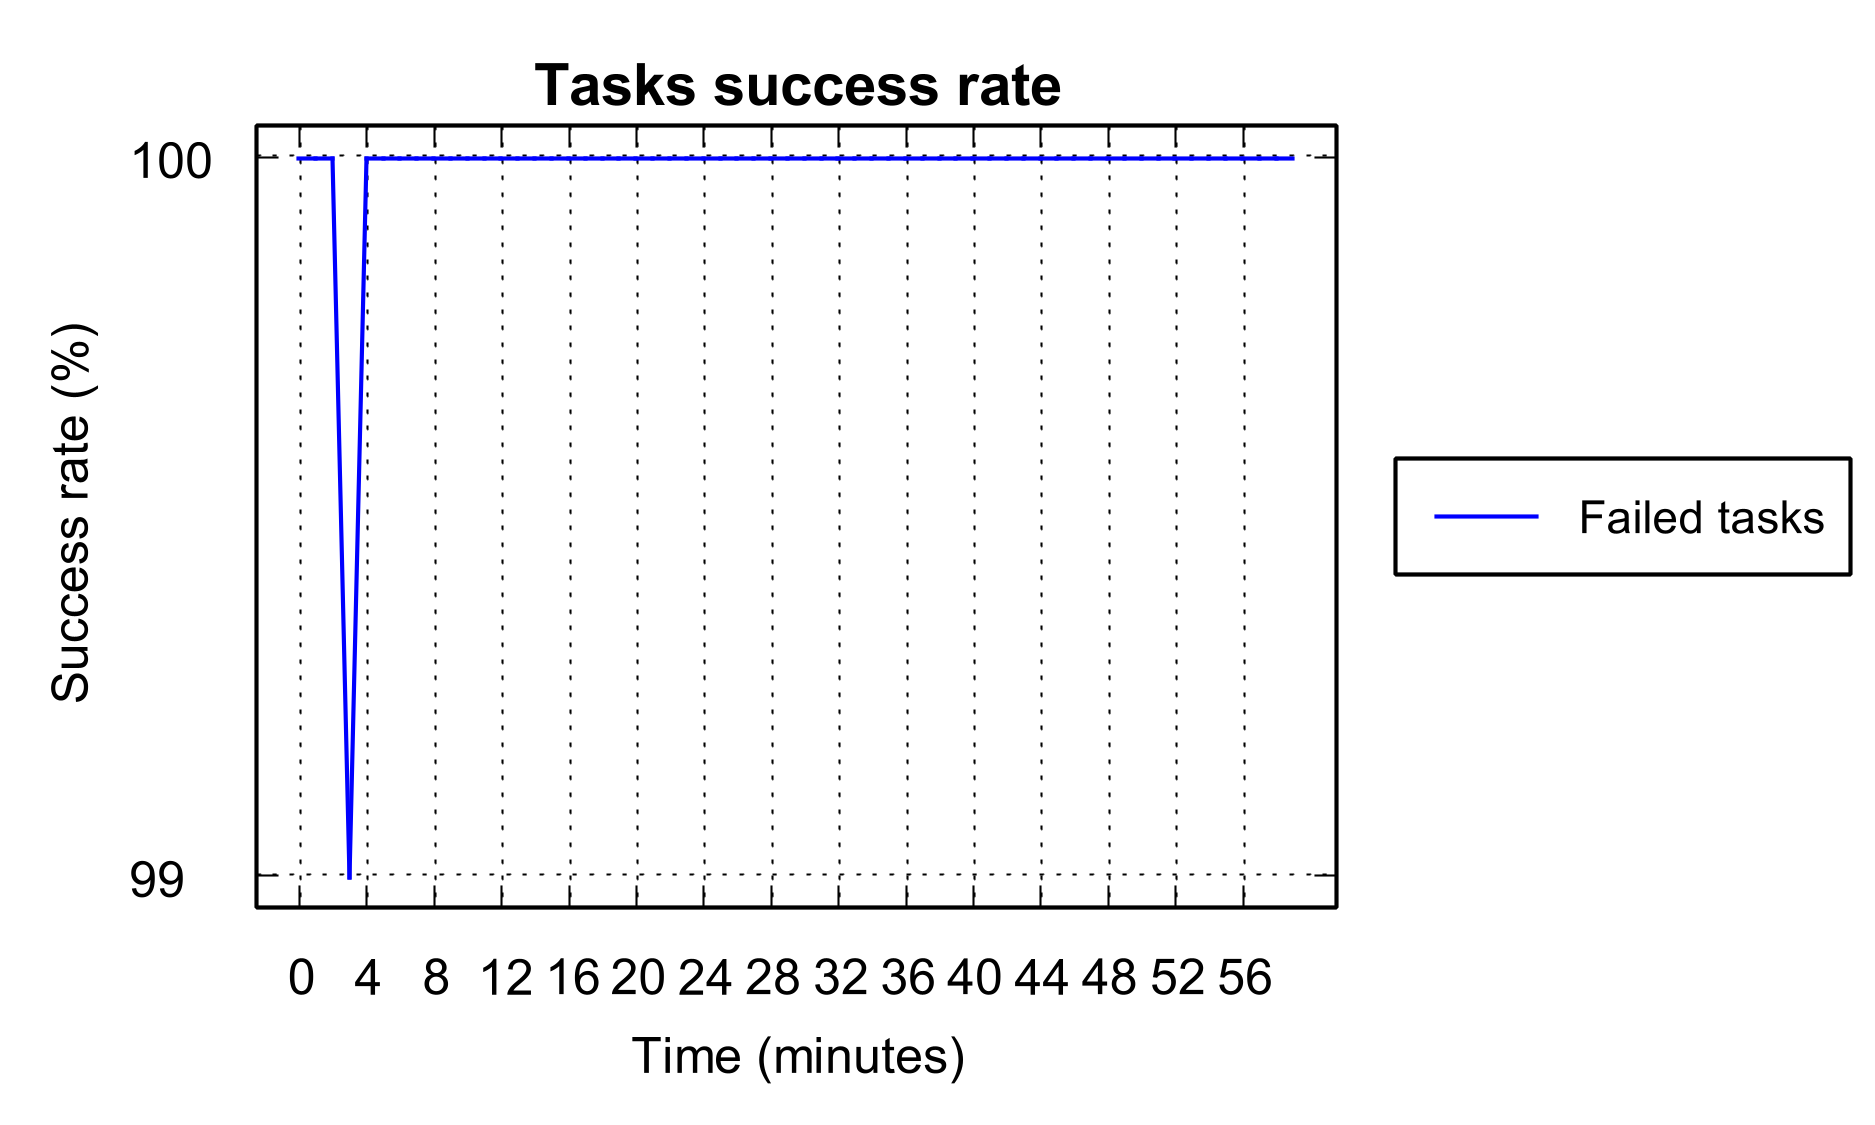 Tasks success rate
100
Success rate (%)
Failed tasks
99
0 4 8 12 16 20 24 28 32 36 40 44 48 52 56
Time (minutes)